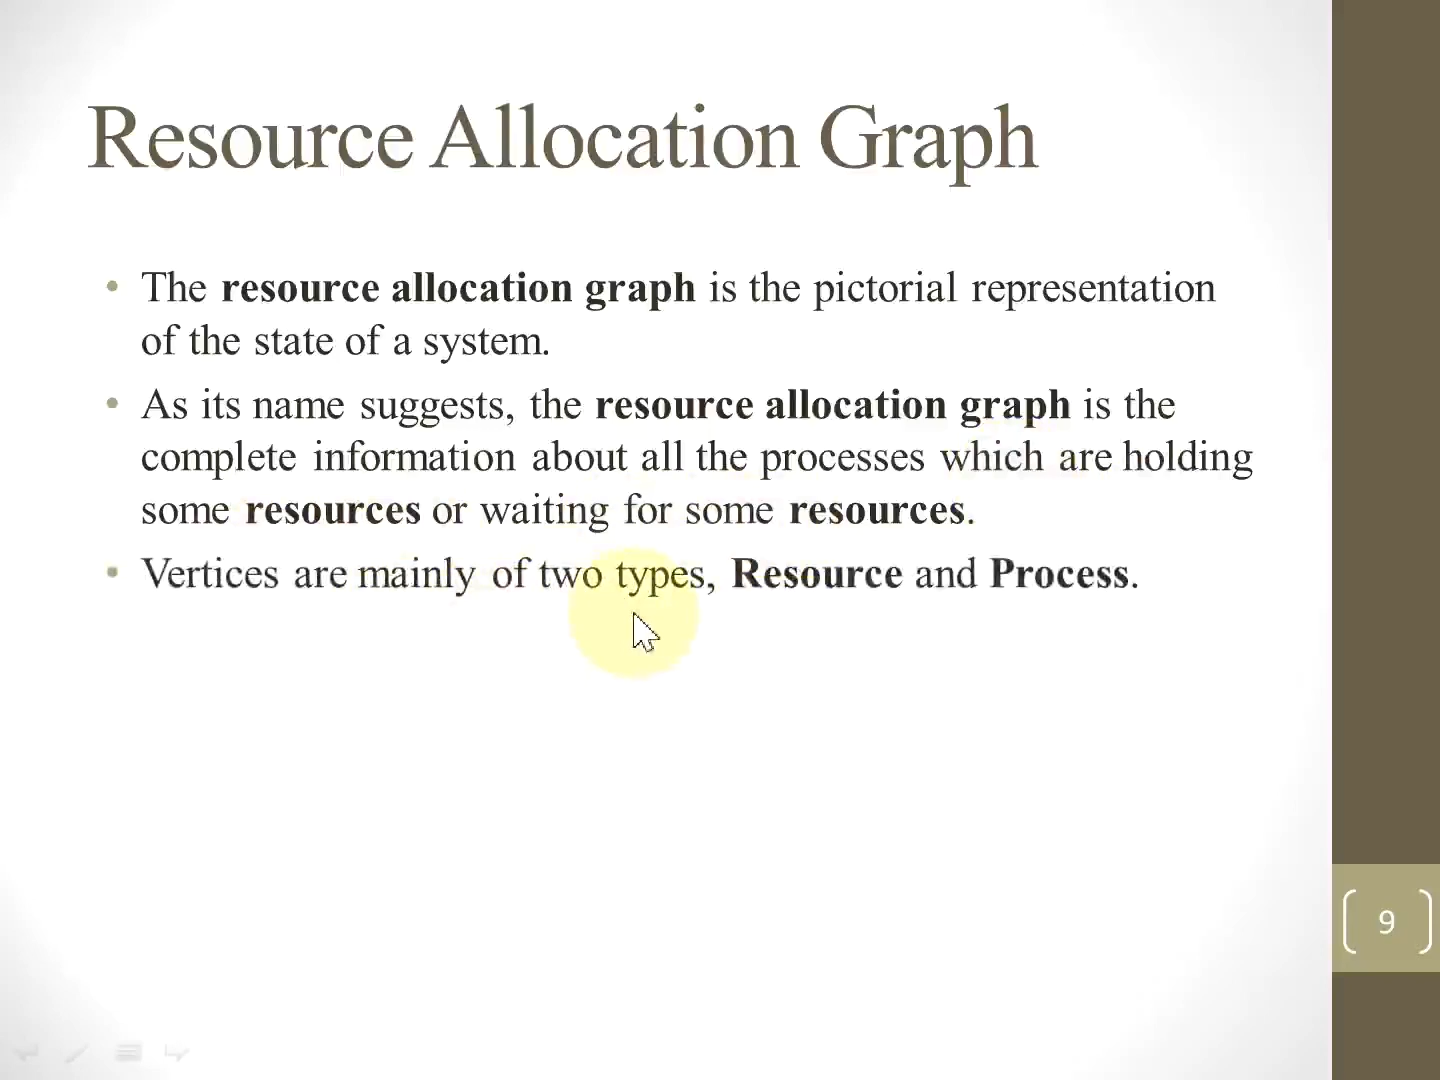 Resource Allocation Graph
• The resource allocation graph is the pictorial representation
of the state of a system.
• As its name suggests, the resource allocation graph is the
complete information about all the processes which are holding
some resources or waiting for some resources.
• Vertices are mainly of two types, Resource and Process.
9